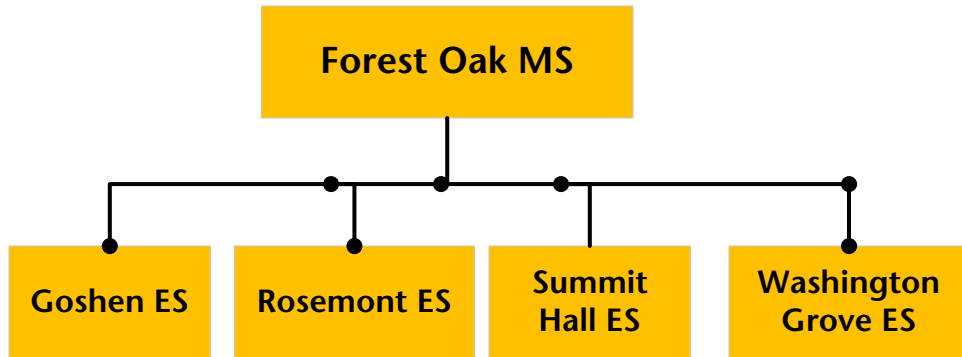 Forest Oak MS
Goshen ES
Rosemont ES
Summit
Hall ES
Washington
Grove ES